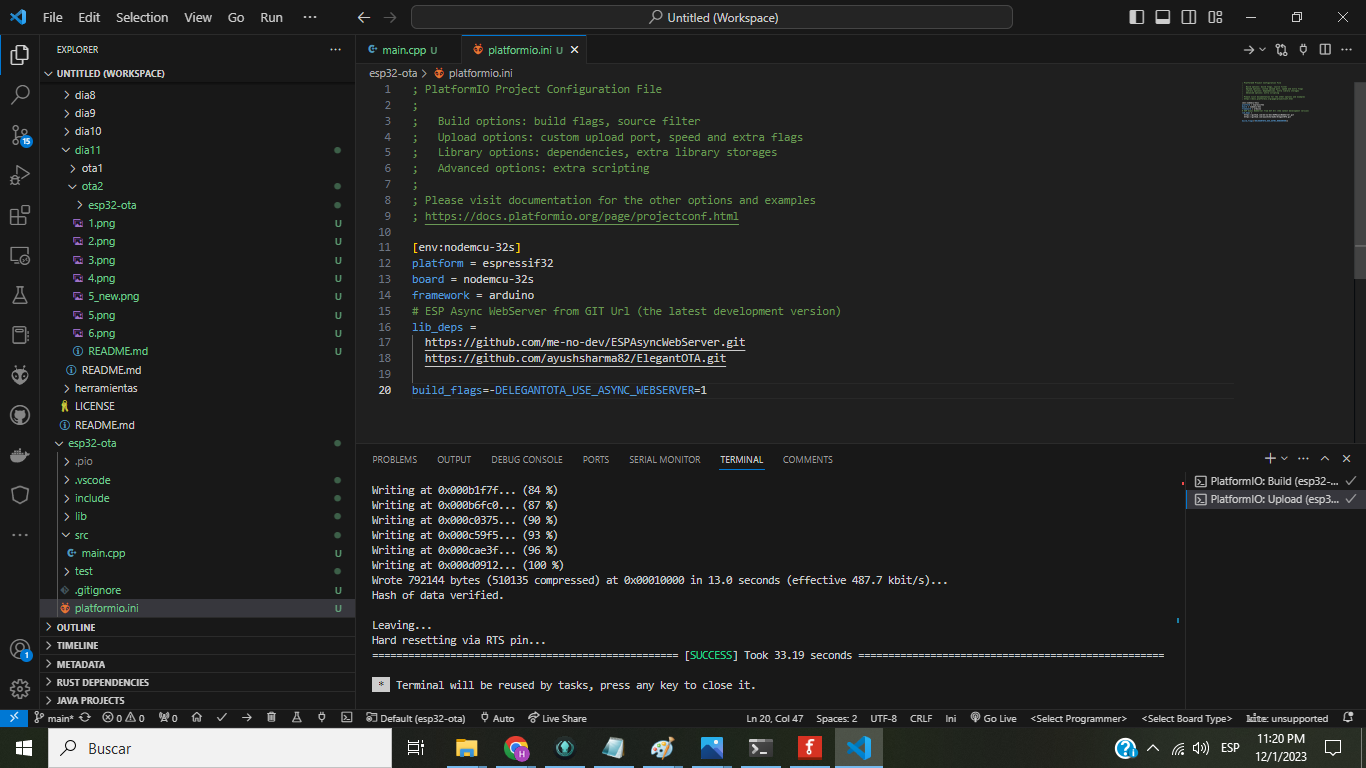 File Edit Selection View Go Run ··· Untitled (Workspace)
EXPLORER ···
UNTITLED (WORKSPACE)
dia8
dia9
dia10
dia11
ota1
ota2
esp32-ota
1.png U
2.png U
3.png U
4.png U
5_new.png U
5.png U
6.png U
README.md U
README.md
herramientas
LICENSE
README.md
esp32-ota
.pio
.vscode
include
lib
src
main.cpp U
test
.gitignore U
platformio.ini U
OUTLINE
TIMELINE
METADATA
RUST DEPENDENCIES
JAVA PROJECTS
15
1
main.cpp U platformio.ini U
esp32-ota > platformio.ini
1 ; PlatformIO Project Configuration File
2 ;
3 ;   Build options: build flags, source filter
4 ;   Upload options: custom upload port, speed and extra flags
5 ;   Library options: dependencies, extra library storages
6 ;   Advanced options: extra scripting
7 ;
8 ; Please visit documentation for the other options and examples
9 ; https://docs.platformio.org/page/projectconf.html
10
11 [env:nodemcu-32s]
12 platform = espressif32
13 board = nodemcu-32s
14 framework = arduino
15 # ESP Async WebServer from GIT Url (the latest development version)
16 lib_deps =
17   https://github.com/me-no-dev/ESPAsyncWebServer.git
18   https://github.com/ayushsharma82/ElegantOTA.git
19
20 build_flags=-DELEGANTOTA_USE_ASYNC_WEBSERVER=1
PROBLEMS OUTPUT DEBUG CONSOLE PORTS SERIAL MONITOR TERMINAL COMMENTS
Writing at 0x000b1f7f... (84 %)
Writing at 0x000b6fc0... (87 %)
Writing at 0x000c0375... (90 %)
Writing at 0x000c59f5... (93 %)
Writing at 0x000cae3f... (96 %)
Writing at 0x000d0912... (100 %)
Wrote 792144 bytes (510135 compressed) at 0x00010000 in 13.0 seconds (effective 487.7 kbit/s)...
Hash of data verified.
Leaving...
Hard resetting via RTS pin...
[SUCCESS] Took 33.19 seconds
* Terminal will be reused by tasks, press any key to close it.
PlatformIO: Build (esp32-...
PlatformIO: Upload (esp3...
main* 0 0 0 Default (esp32-ota) Auto Live Share Ln 20, Col 47 Spaces: 2 UTF-8 CRLF Ini Go Live <Select Programmer> <Select Board Type> kite: unsupported
Buscar
ESP
11:20 PM
12/1/2023